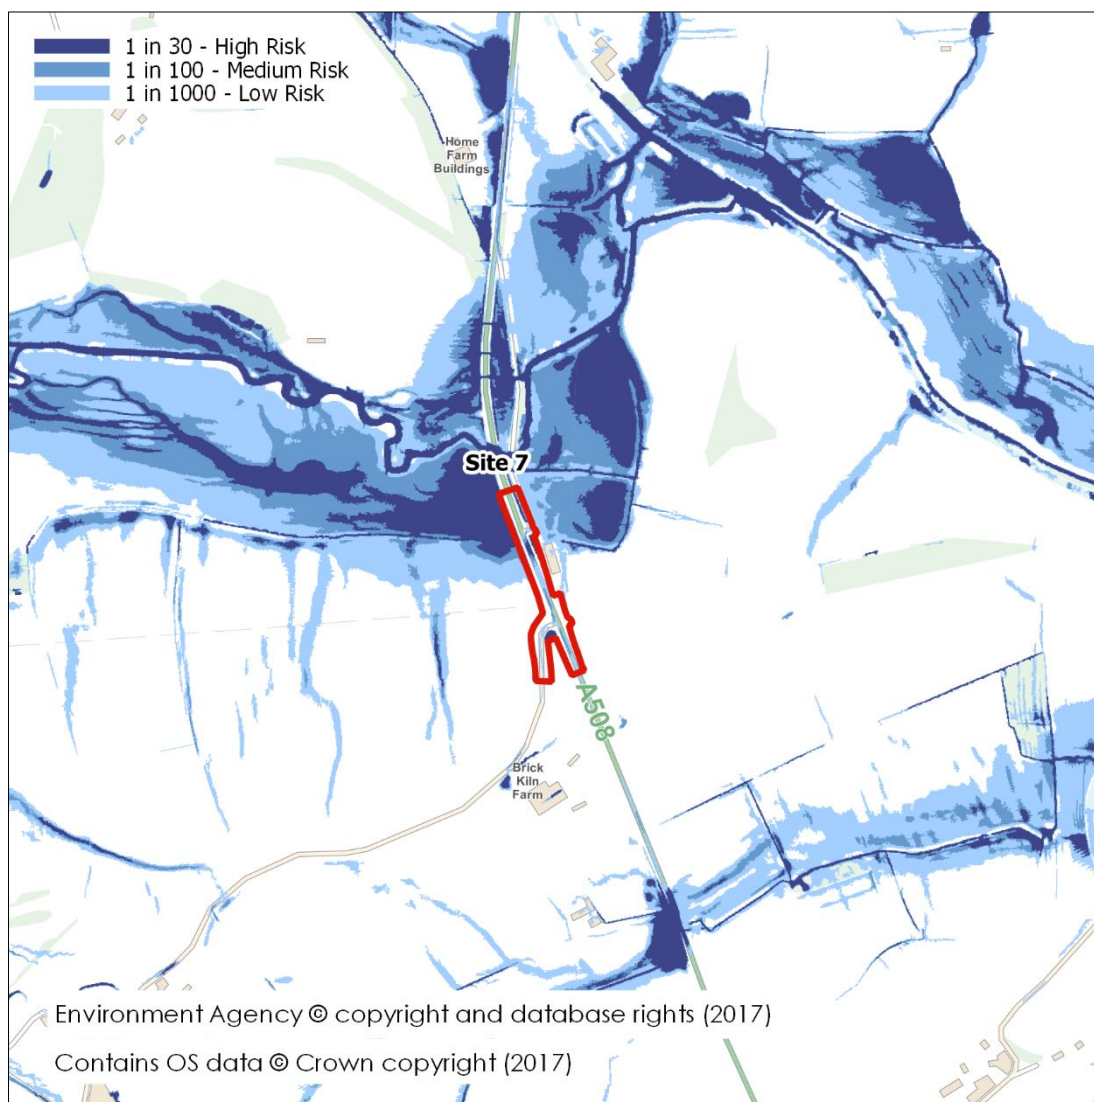 1 in 30 - High Risk
1 in 100 - Medium Risk
1 in 1000 - Low Risk
Home
Farm
Buildings
Site 7
A508
Brick
Kiln
Farm
Environment Agency © copyright and database rights (2017)
Contains OS data © Crown copyright (2017)